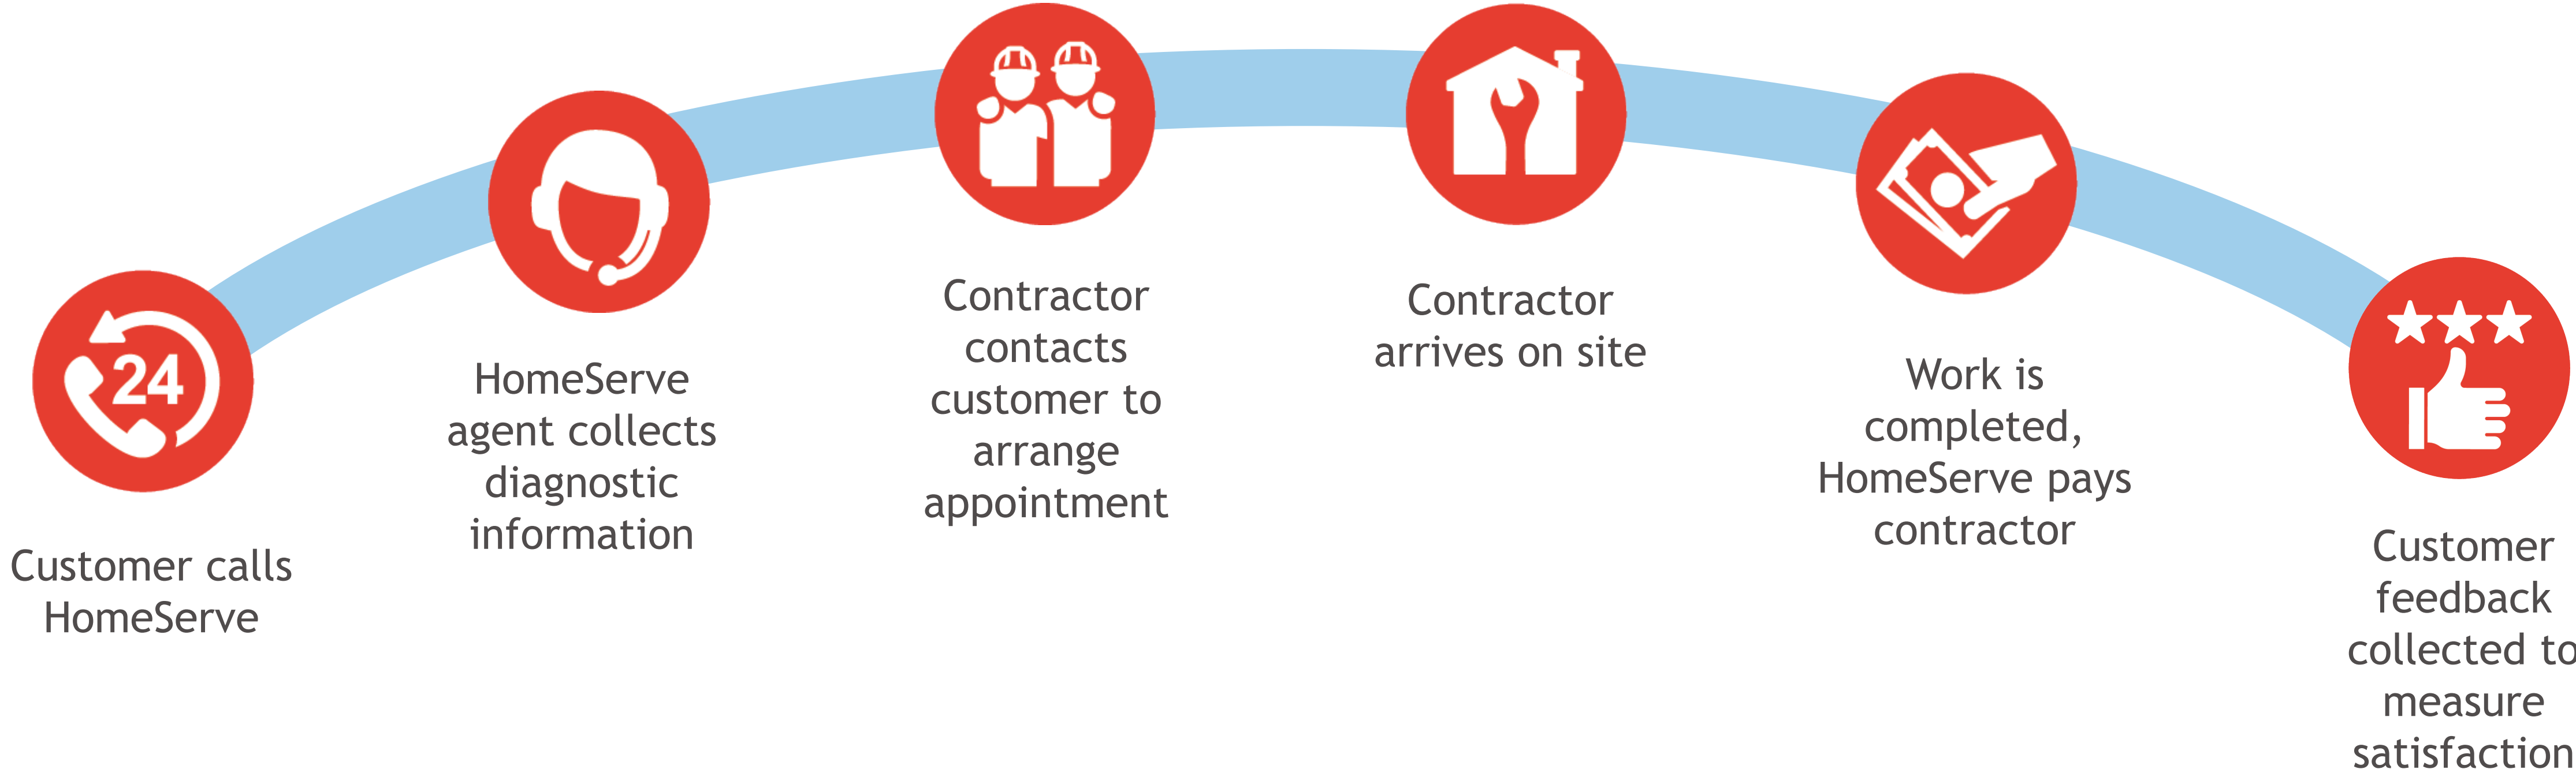 24
Customer calls
HomeServe
HomeServe
agent collects
diagnostic
information
Contractor
contacts
customer to
arrange
appointment
Contractor
arrives on site
Work is
completed,
HomeServe pays
contractor
Customer
feedback
collected to
measure
satisfaction